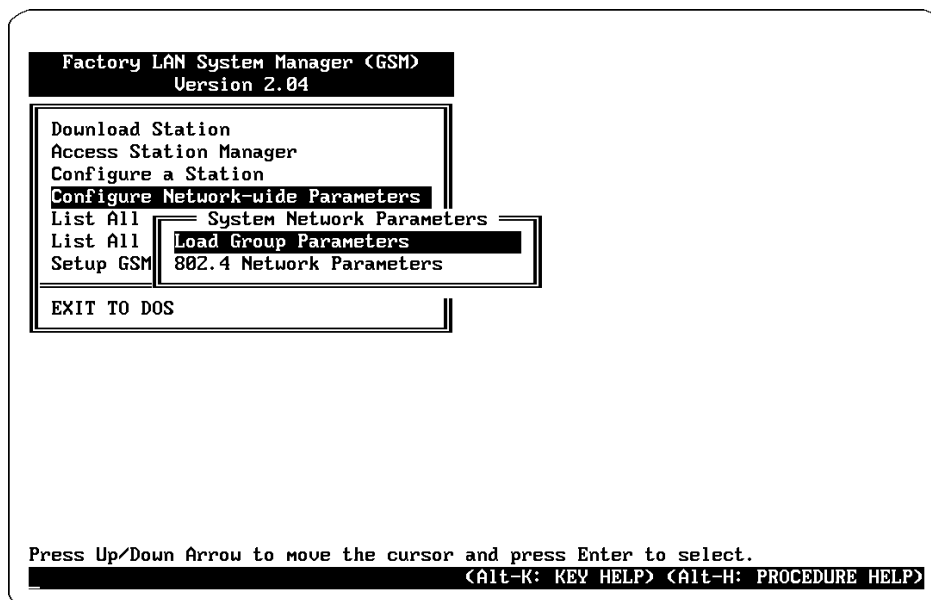 Factory LAN System Manager (GSM)
Version 2.04
Download Station
Access Station Manager
Configure a Station
Configure Network-wide Parameters
List All
System Network Parameters
List All
Load Group Parameters
Setup GSM
802.4 Network Parameters
EXIT TO DOS
Press Up/Down Arrow to move the cursor and press Enter to select.
(Alt-K: KEY HELP) (Alt-H: PROCEDURE HELP)